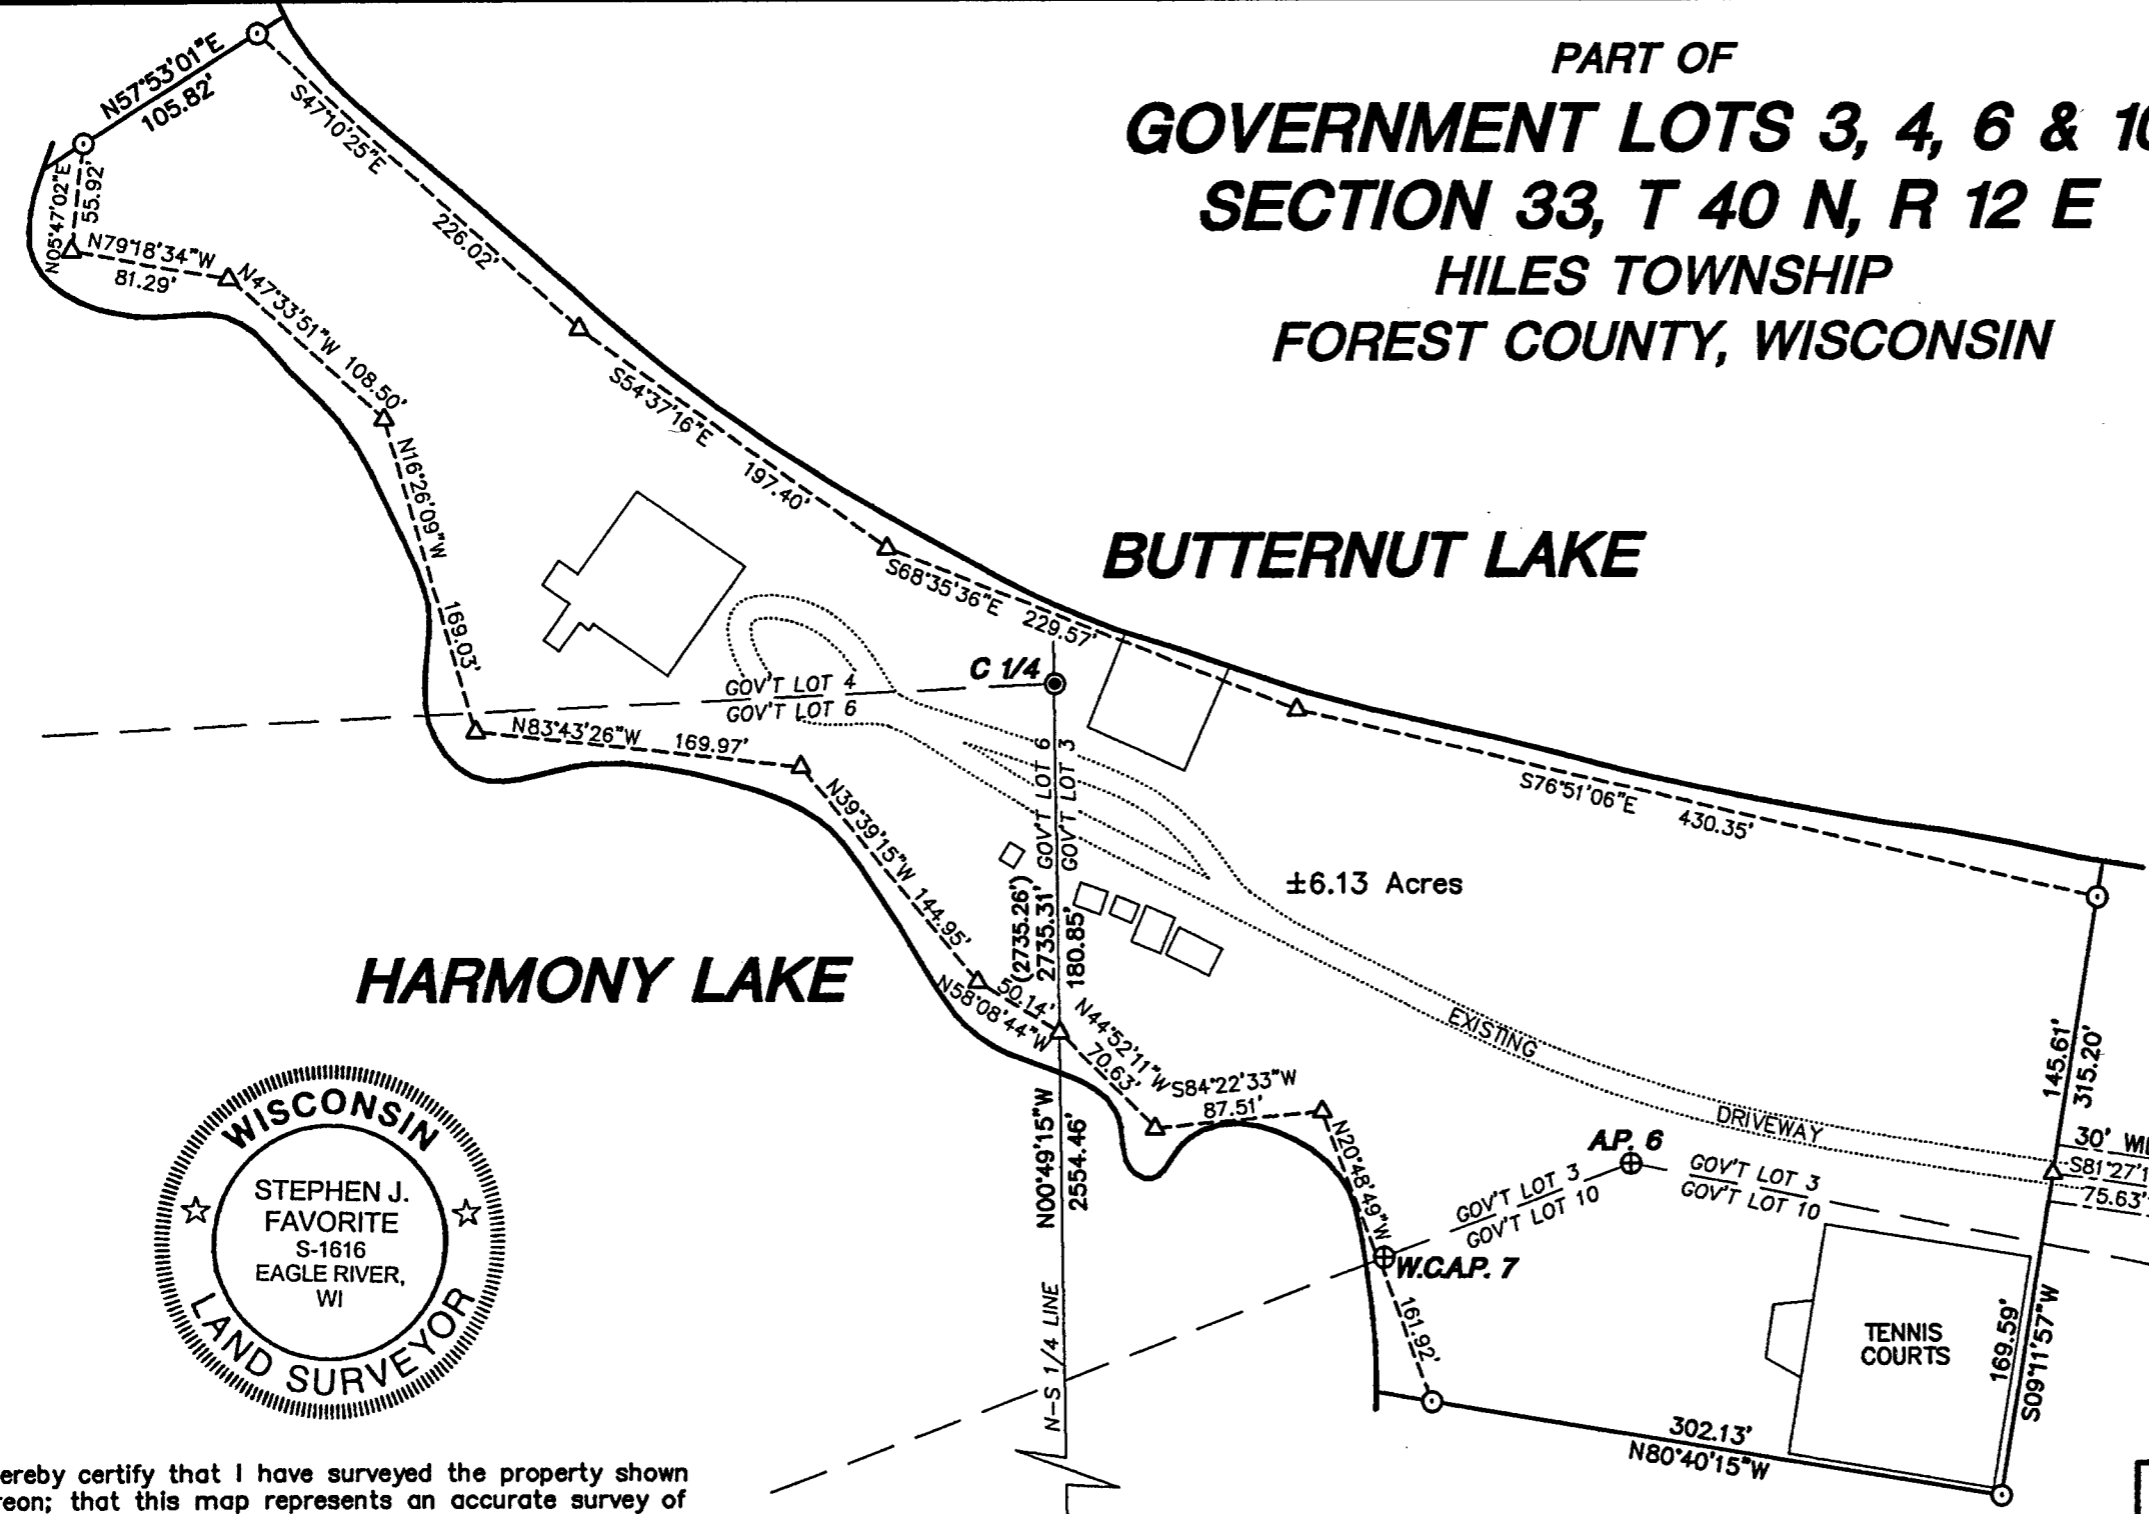 PART OF
GOVERNMENT LOTS 3, 4, 6 & 10
SECTION 33, T 40 N, R 12 E
HILES TOWNSHIP
FOREST COUNTY, WISCONSIN
N57°53'01"E
105.82'
S47°10'25"E
226.02'
N05°47'02"E
55.92'
N79°18'34"W
81.29'
N47°33'51"W 108.50'
S54°37'16"E
197.40'
N16°26'09"W
169.03'
BUTTERNUT LAKE
S68°35'36"E 229.57'
C 1/4
GOV'T LOT 4
GOV'T LOT 6
N83°43'26"W 169.97'
GOV'T LOT 6
GOV'T LOT 3
S76°51'06"E 430.35'
N39°39'15"W 144.95'
±6.13 Acres
(2735.26')
2735.31'
180.85'
HARMONY LAKE
50.14'
N58°08'44"W
N44°52'11"W
70.63'
S84°22'33"W
87.51'
EXISTING
DRIVEWAY
145.61'
315.20'
30'
S81°27'1
75.63'
N00°49'15"W
2554.46'
N20°48'49"W
161.92'
A.P. 6
GOV'T LOT 3
GOV'T LOT 10
GOV'T LOT 3
GOV'T LOT 10
W.C.A.P. 7
N-S 1/4 LINE
TENNIS
COURTS
169.59'
S09°11'57"W
302.13'
N80°40'15"W
WISCONSIN
STEPHEN J.
FAVORITE
S-1616
EAGLE RIVER,
WI
LAND SURVEYOR
ereby certify that I have surveyed the property shown
reon; that this map represents an accurate survey of